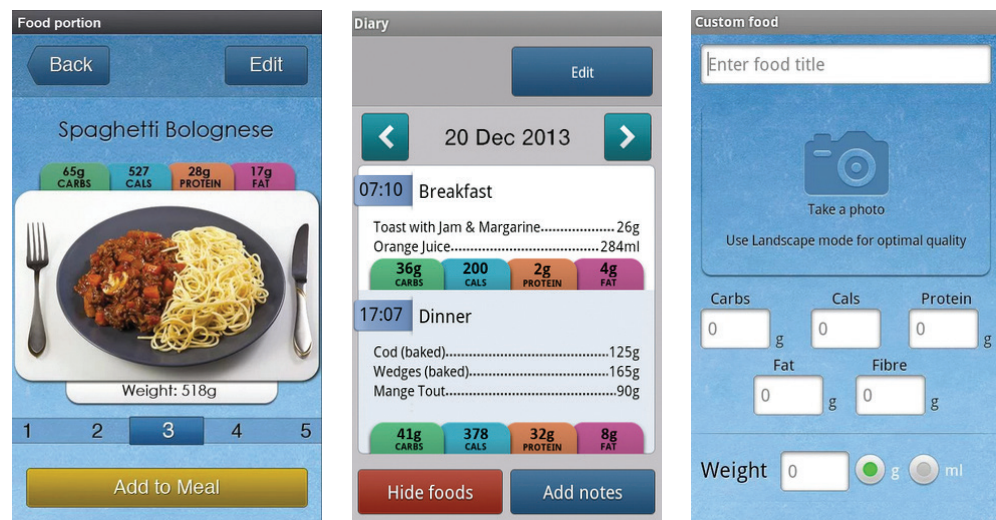 Food portion
Back
Edit
Spaghetti Bolognese
65g 527 28g 17g
CARBS CALS PROTEIN FAT
Weight: 518g
1 2 3 4 5
Add to Meal
Diary
Edit
20 Dec 2013
07:10 Breakfast
Toast with Jam & Margarine.................. 26g
Orange Juice..................................... 284ml
36g 200 2g 4g
CARBS CALS PROTEIN FAT
17:07 Dinner
Cod (baked)........................................125g
Wedges (baked)...................................165g
Mange Tout..........................................90g
41g 378 32g 8g
CARBS CALS PROTEIN FAT
Hide foods
Add notes
Custom food
Enter food title
Take a photo
Use Landscape mode for optimal quality
Carbs Cals Protein
0 g 0 0 g
Fat Fibre
0 g 0 g
Weight 0 g ml